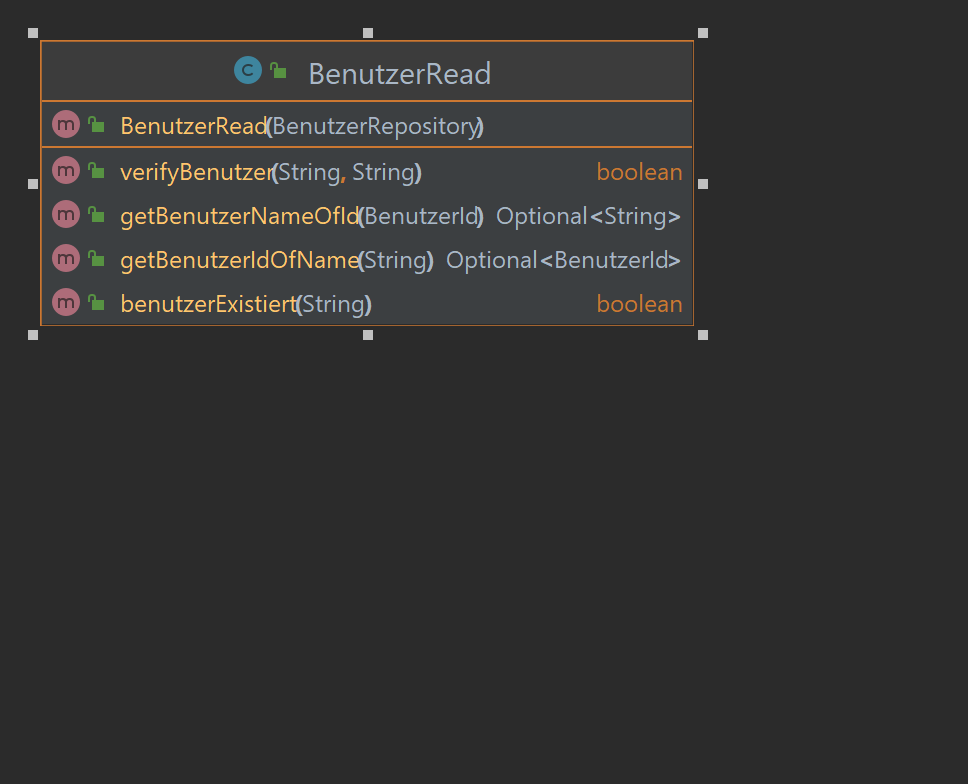 C BenutzerRead
m BenutzerRead(BenutzerRepository)
m verifyBenutzer(String, String) boolean
m getBenutzerNameOfId(BenutzerId) Optional<String>
m getBenutzerIdOfName(String) Optional<BenutzerId>
m benutzerExistiert(String) boolean